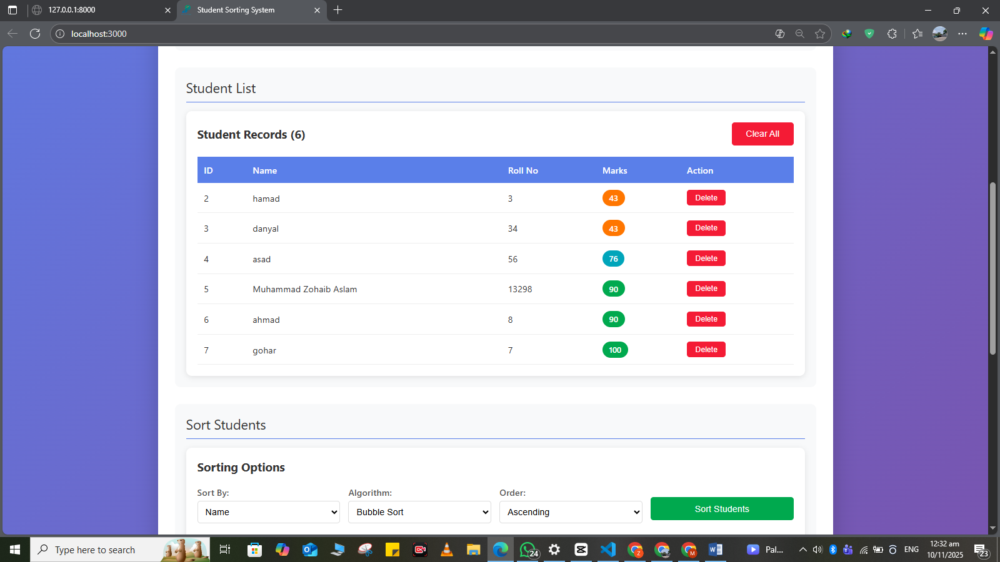 127.0.0.1:8000
Student Sorting System
localhost:3000
Student List
Student Records (6)
Clear All
ID Name Roll No Marks Action
2 hamad 3 43 Delete
3 danyal 34 43 Delete
4 asad 56 76 Delete
5 Muhammad Zohaib Aslam 13298 90 Delete
6 ahmad 8 90 Delete
7 gohar 7 100 Delete
Sort Students
Sorting Options
Sort By: Algorithm: Order:
Name Bubble Sort Ascending Sort Students
Type here to search
24
Z
M
Pal...
ENG
12:32 am
10/11/2025
23